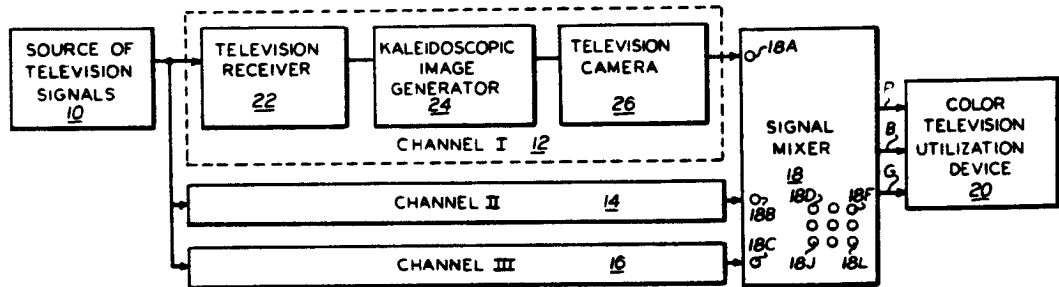 SOURCE OF
TELEVISION
SIGNALS
10
TELEVISION
RECEIVER
22
KALEIDOSCOPIC
IMAGE
GENERATOR
24
TELEVISION
CAMERA
26
CHANNEL I 12
CHANNEL II 14
CHANNEL III 16
18A
SIGNAL
MIXER
18
18B
18C
18D
18F
18J
18L
P
B
G
COLOR
TELEVISION
UTILIZATION
DEVICE
20